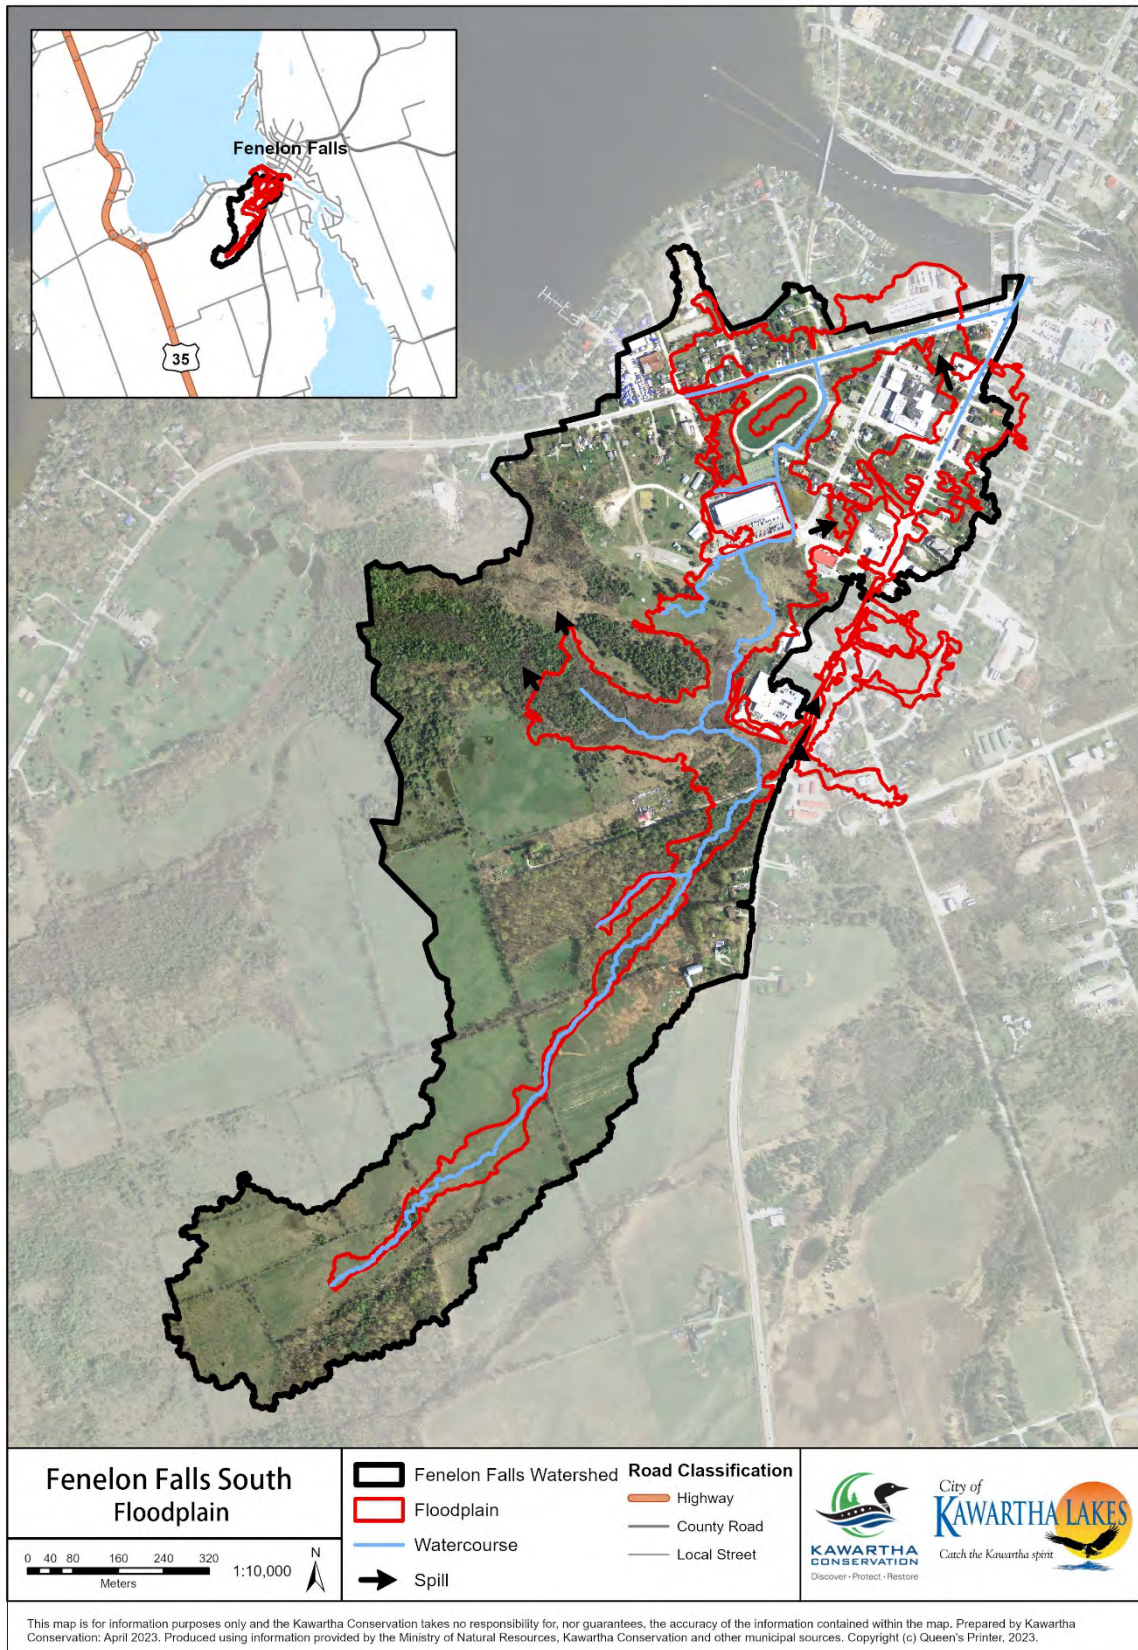 Fenelon Falls
35
Fenelon Falls South
Floodplain
0 40 80 160 240 320
Meters
1:10,000
N
Fenelon Falls Watershed
Floodplain
Watercourse
Spill
Road Classification
Highway
County Road
Local Street
KAWARTHA
CONSERVATION
Discover · Protect · Restore
City of
KAWARTHA LAKES
Catch the Kawartha spirit
This map is for information purposes only and the Kawartha Conservation takes no responsibility for, nor guarantees, the accuracy of the information contained within the map. Prepared by Kawartha
Conservation: April 2023. Produced using information provided by the Ministry of Natural Resources, Kawartha Conservation and other municipal sources. Copyright (c) Queen's Printer, 2023.